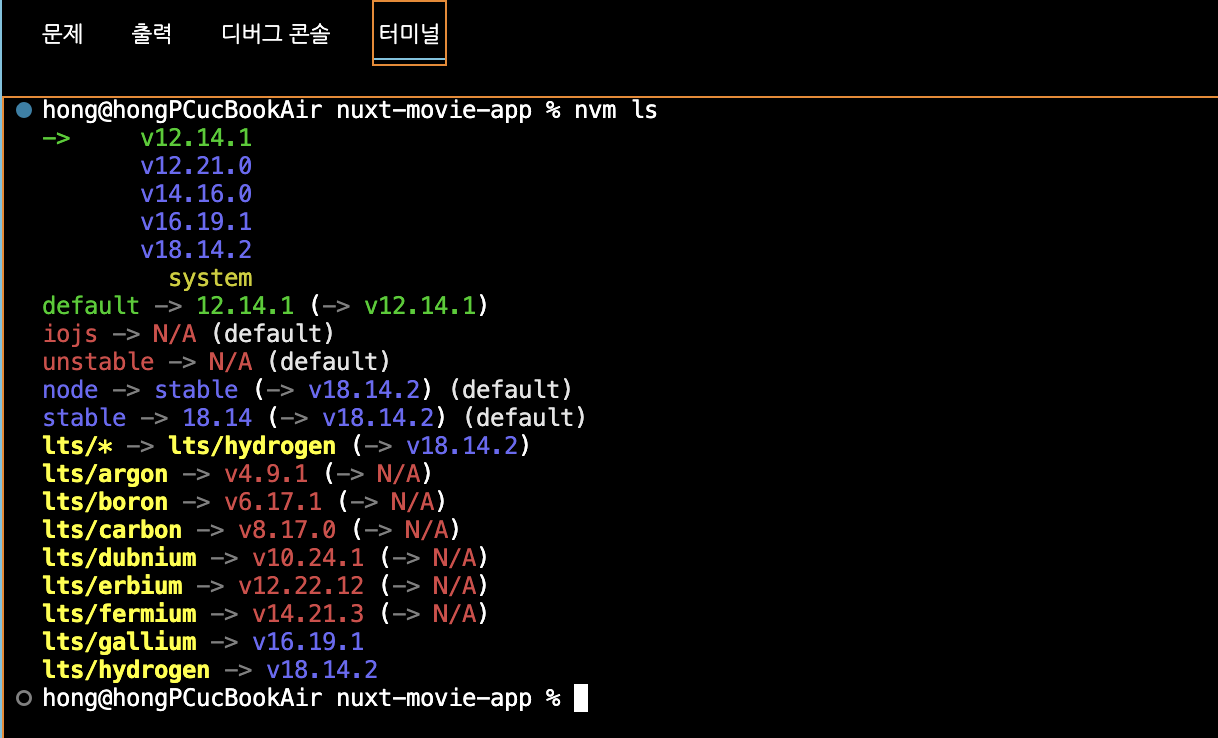 문제 출력 디버그 콘솔 터미널
hong@hongPCucBookAir nuxt-movie-app % nvm ls
-> v12.14.1
v12.21.0
v14.16.0
v16.19.1
v18.14.2
system
default -> 12.14.1 (-> v12.14.1)
iojs -> N/A (default)
unstable -> N/A (default)
node -> stable (-> v18.14.2) (default)
stable -> 18.14 (-> v18.14.2) (default)
lts/* -> lts/hydrogen (-> v18.14.2)
lts/argon -> v4.9.1 (-> N/A)
lts/boron -> v6.17.1 (-> N/A)
lts/carbon -> v8.17.0 (-> N/A)
lts/dubnium -> v10.24.1 (-> N/A)
lts/erbium -> v12.22.12 (-> N/A)
lts/fermium -> v14.21.3 (-> N/A)
lts/gallium -> v16.19.1
lts/hydrogen -> v18.14.2
hong@hongPCucBookAir nuxt-movie-app %